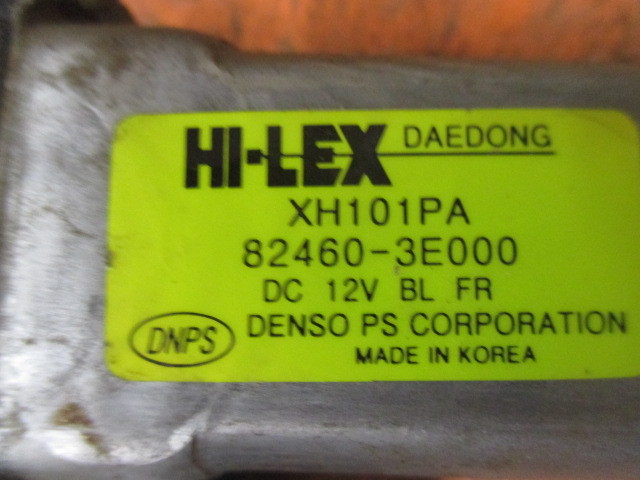 HI-LEX DAEDONG
XH101PA
82460-3E000
DC 12V BL FR
DNPS DENSO PS CORPORATION
MADE IN KOREA